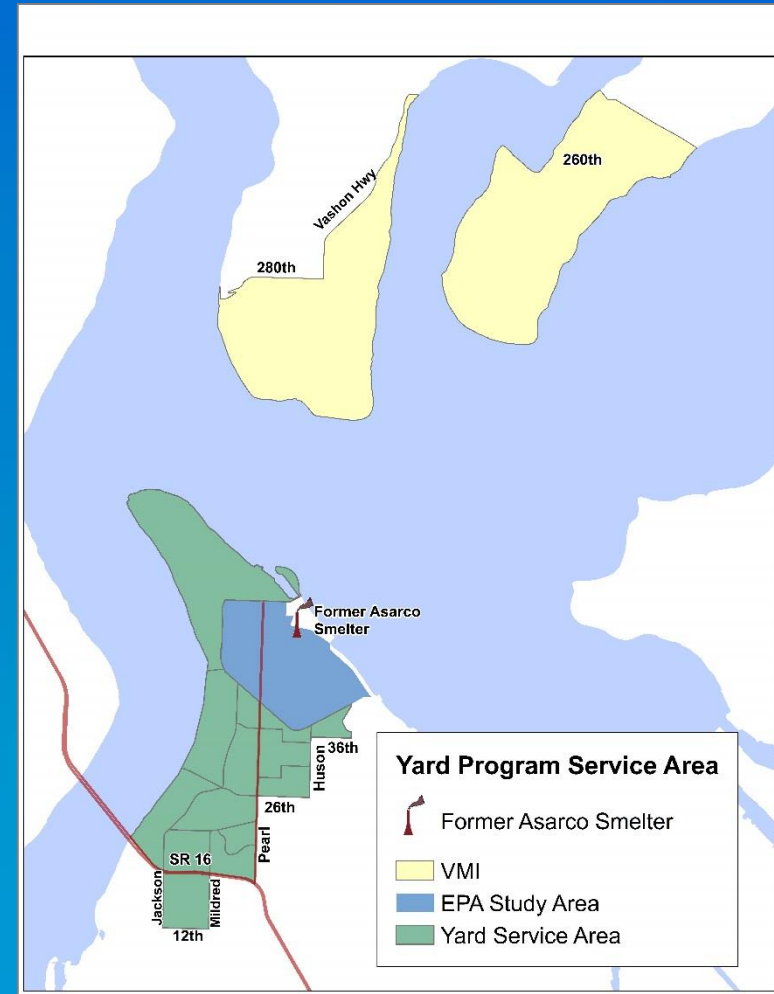 260th
Vashon Hwy
280th
Former Asarco
Smelter
36th
Huson
26th
Pearl
SR 16
Jackson
Mildred
12th
Yard Program Service Area
Former Asarco Smelter
VMI
EPA Study Area
Yard Service Area